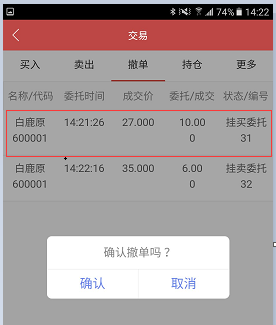 74% 14:22
交易
买入 卖出 撤单 持仓 更多
名称/代码 委托时间 成交价 委托/成交 状态/编号
白鹿原 14:21:26 27.000 10.00 挂买委托
600001 0 31
白鹿原 14:22:16 35.000 6.00 挂卖委托
600001 0 32
确认撤单吗？
确认 取消